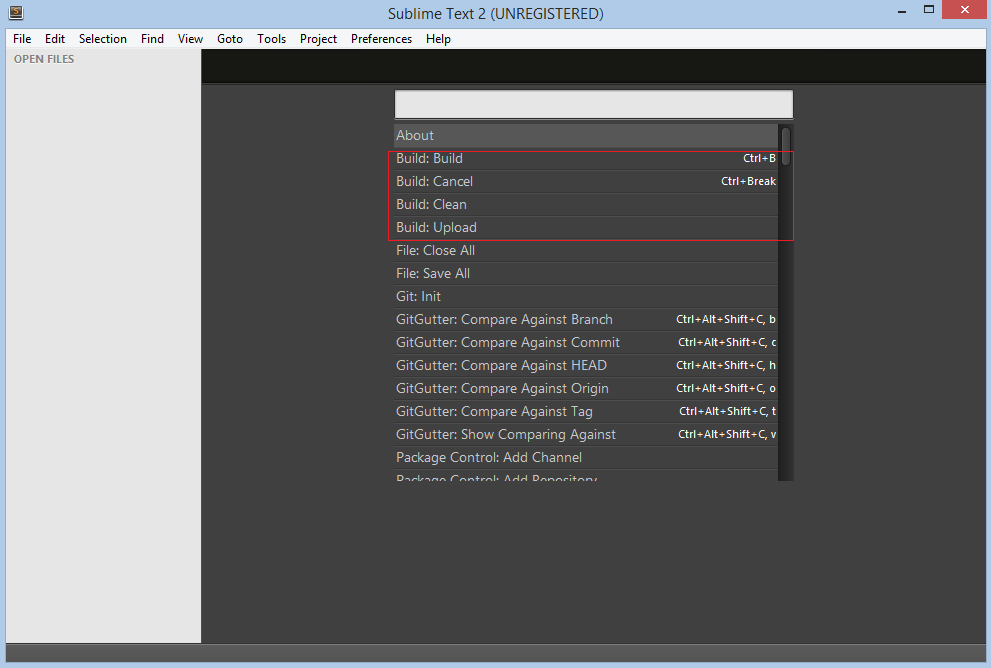 Sublime Text 2 (UNREGISTERED)
File Edit Selection Find View Goto Tools Project Preferences Help
OPEN FILES
About
Build: Build Ctrl+B
Build: Cancel Ctrl+Break
Build: Clean
Build: Upload
File: Close All
File: Save All
Git: Init
GitGutter: Compare Against Branch Ctrl+Alt+Shift+C, b
GitGutter: Compare Against Commit Ctrl+Alt+Shift+C, c
GitGutter: Compare Against HEAD Ctrl+Alt+Shift+C, h
GitGutter: Compare Against Origin Ctrl+Alt+Shift+C, o
GitGutter: Compare Against Tag Ctrl+Alt+Shift+C, t
GitGutter: Show Comparing Against Ctrl+Alt+Shift+C, v
Package Control: Add Channel
Package Control: Add Repository